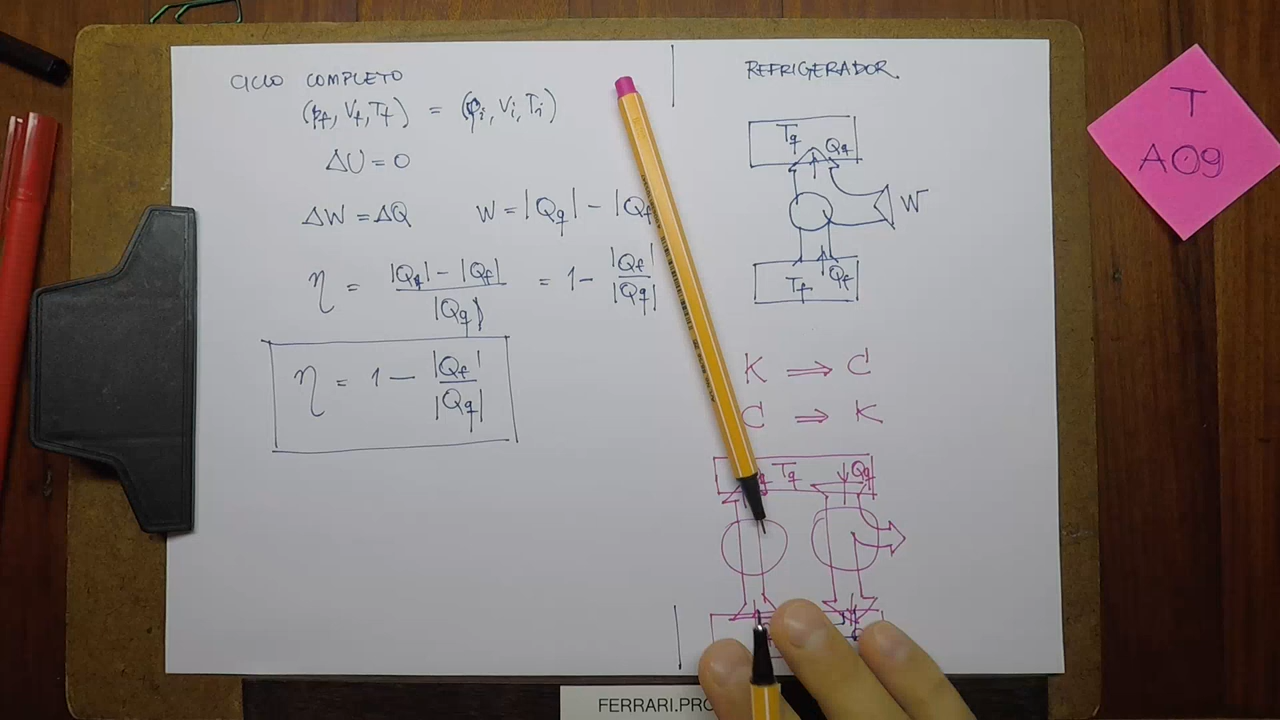 CICLO COMPLETO
(pf, Vf, Tf) = (pi, Vi, Ti)
ΔU = 0
ΔW = ΔQ W = |Qq| - |Qf
η = |Qq| - |Qf| / |Qq| = 1 - |Qf| / |Qq|
η = 1 - |Qf| / |Qq|
REFRIGERADOR.
Tq Qq
W
Tf Qf
K ⇒ C
C ⇒ K
Tq Qq
T
A09
FERRARI.PRO